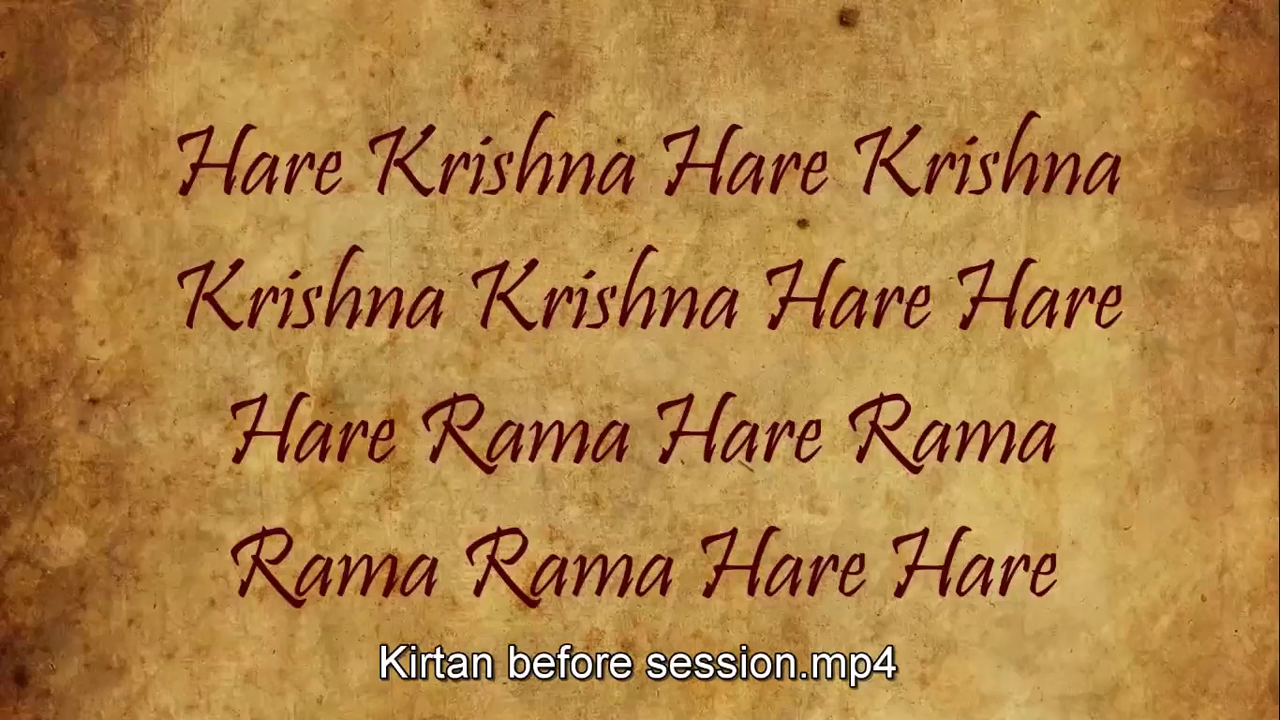 Hare Krishna Hare Krishna
Krishna Krishna Hare Hare
Hare Rama Hare Rama
Rama Rama Hare Hare
Kirtan before session.mp4